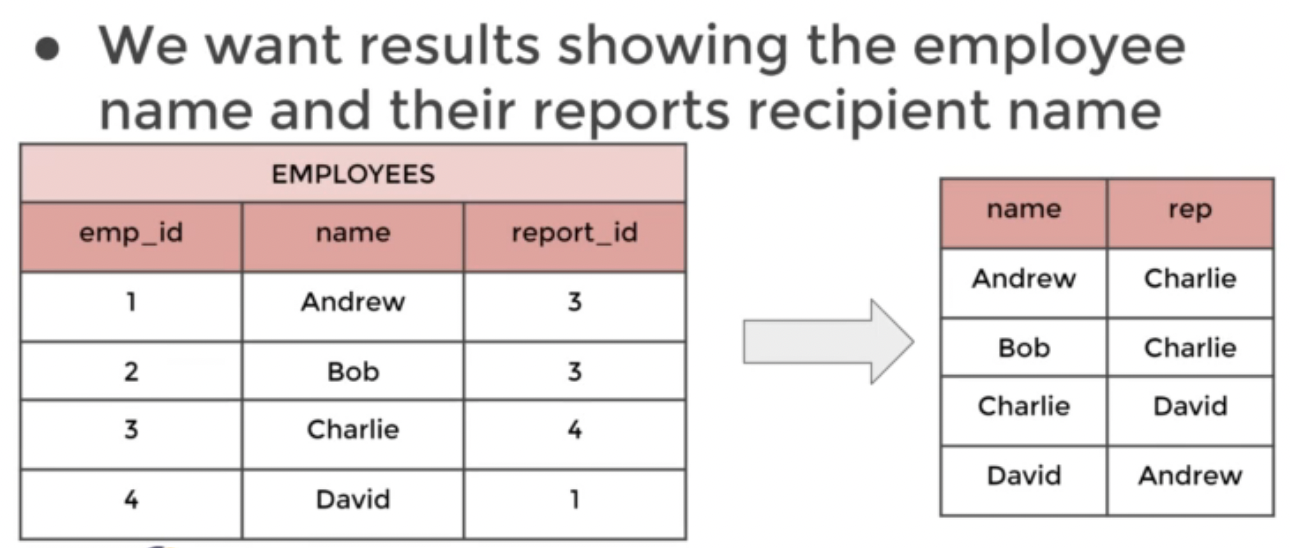 • We want results showing the employee
name and their reports recipient name
EMPLOYEES
emp_id name report_id
1 Andrew 3
2 Bob 3
3 Charlie 4
4 David 1
name rep
Andrew Charlie
Bob Charlie
Charlie David
David Andrew